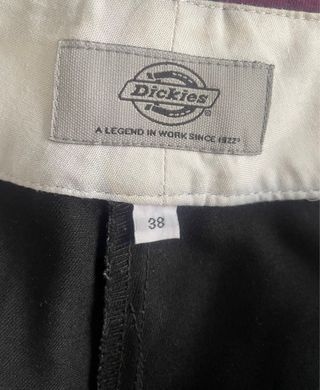 Dickies
A LEGEND IN WORK SINCE 1922®
38